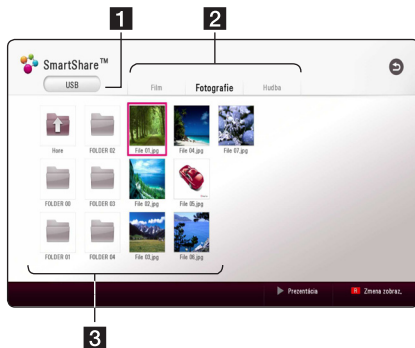 1
2
SmartShare™
USB
Film Fotografie Hudba
Hore FOLDER 02 File 01.jpg File 04.jpg File 07.jpg
FOLDER 00 FOLDER 03 File 02.jpg File 05.jpg
FOLDER 01 FOLDER 04 File 03.jpg File 06.jpg
Prezentácia R Zmena zobraz.
3